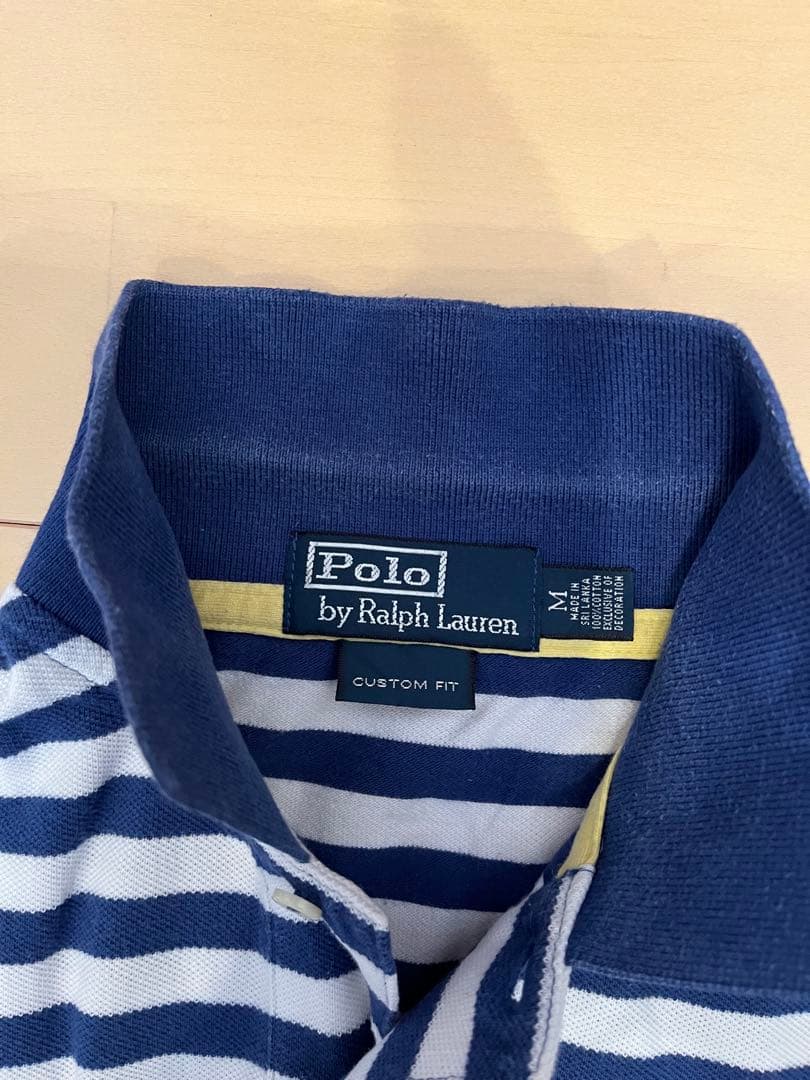 Polo
by Ralph Lauren
M
MADE IN
SRI LANKA
100% COTTON
EXCLUSIVE OF
DECORATION
CUSTOM FIT